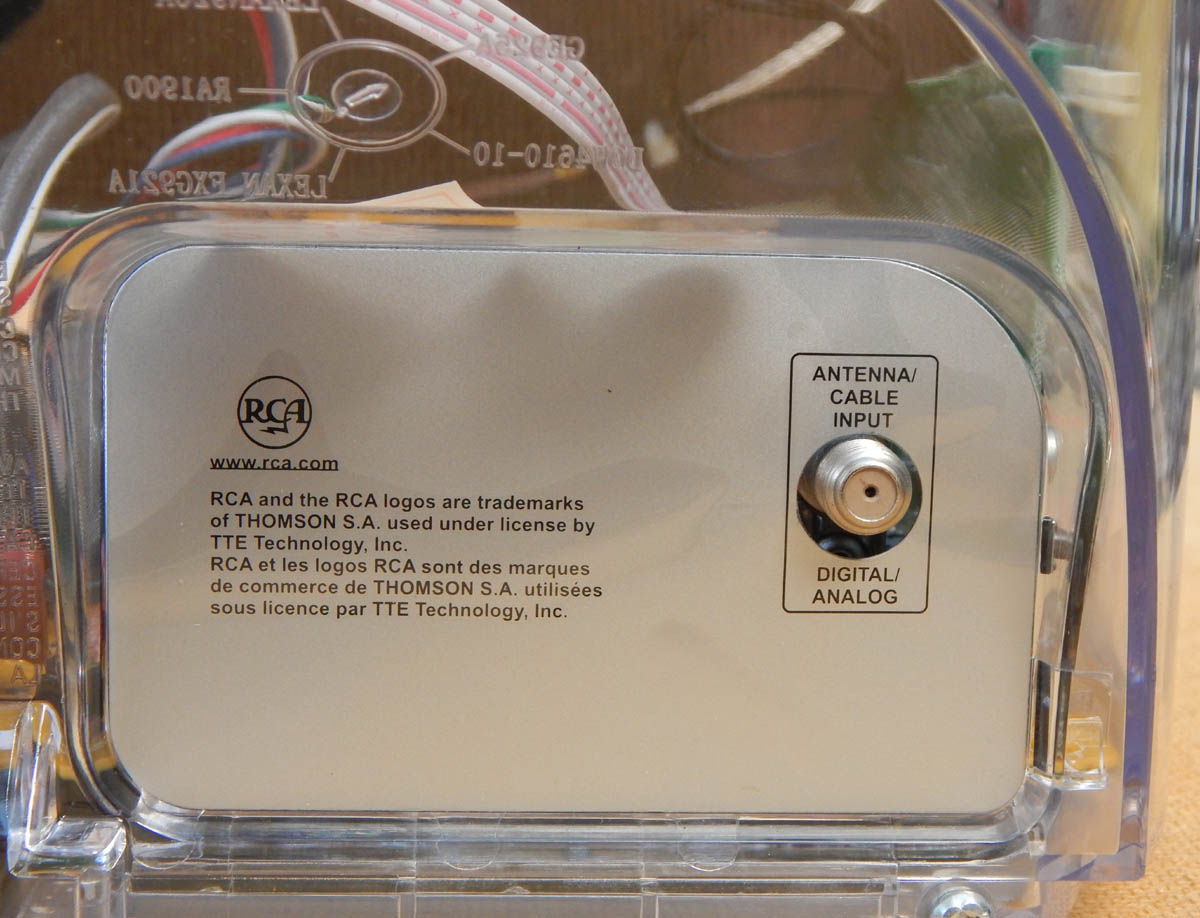 GE925A
RA1900
LEXAN EXG921A
RCA
www.rca.com
RCA and the RCA logos are trademarks
of THOMSON S.A. used under license by
TTE Technology, Inc.
RCA et les logos RCA sont des marques
de commerce de THOMSON S.A. utilisées
sous licence par TTE Technology, Inc.
ANTENNA/
CABLE
INPUT
DIGITAL/
ANALOG